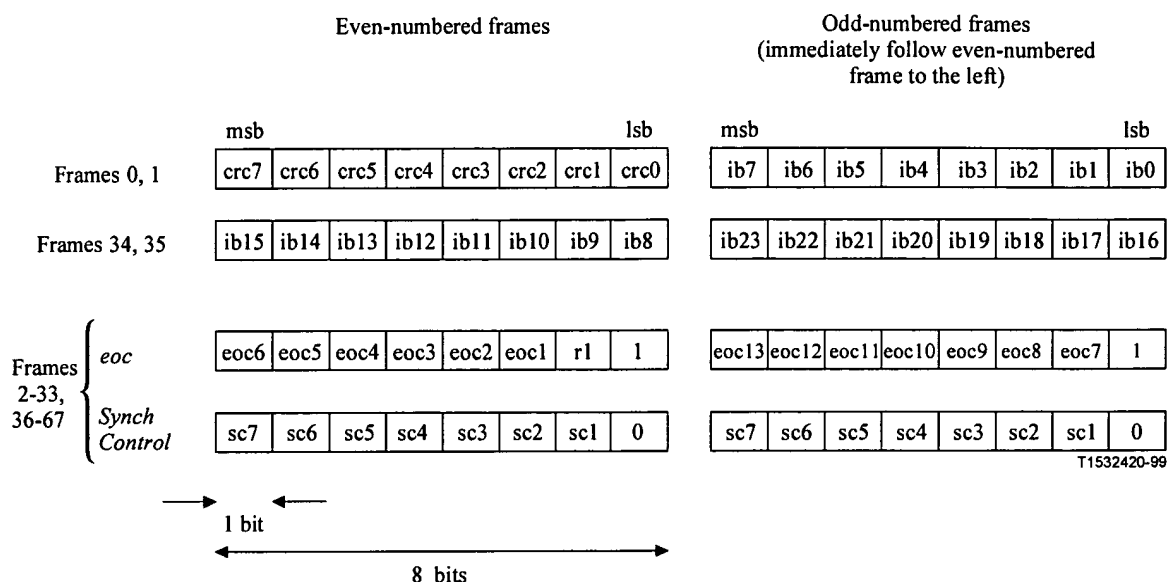 Even-numbered frames
Odd-numbered frames
(immediately follow even-numbered
frame to the left)
msb lsb msb lsb
Frames 0, 1 crc7 crc6 crc5 crc4 crc3 crc2 crc1 crc0 ib7 ib6 ib5 ib4 ib3 ib2 ib1 ib0
Frames 34, 35 ib15 ib14 ib13 ib12 ib11 ib10 ib9 ib8 ib23 ib22 ib21 ib20 ib19 ib18 ib17 ib16
Frames
2-33,
36-67
eoc eoc6 eoc5 eoc4 eoc3 eoc2 eoc1 r1 1 eoc13 eoc12 eoc11 eoc10 eoc9 eoc8 eoc7 1
Synch
Control
sc7 sc6 sc5 sc4 sc3 sc2 sc1 0 sc7 sc6 sc5 sc4 sc3 sc2 sc1 0
T1532420-99
1 bit
8 bits